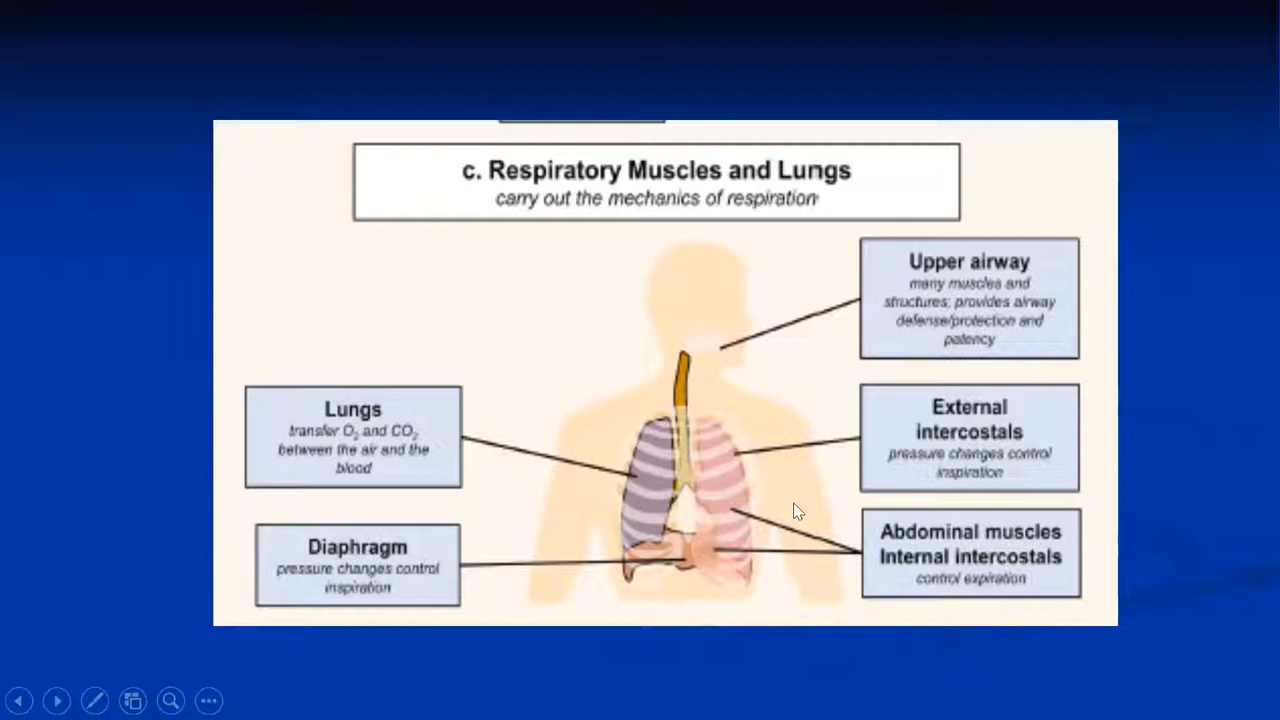 c. Respiratory Muscles and Lungs
carry out the mechanics of respiration
Upper airway
many muscles and
structures; provides airway
defense/protection and
patency
Lungs
transfer O₂ and CO₂
between the air and the
blood
External
intercostals
pressure changes control
inspiration
Diaphragm
pressure changes control
inspiration
Abdominal muscles
Internal intercostals
control expiration